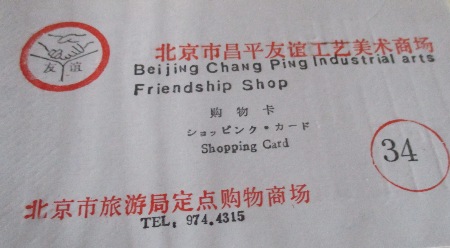 友谊
北京市昌平友谊工艺美术商场
Beijing Chang Ping Industrial arts
Friendship Shop
购物卡
ショッピング・カード
Shopping Card
34
北京市旅游局定点购物商场
TEL, 974.4315